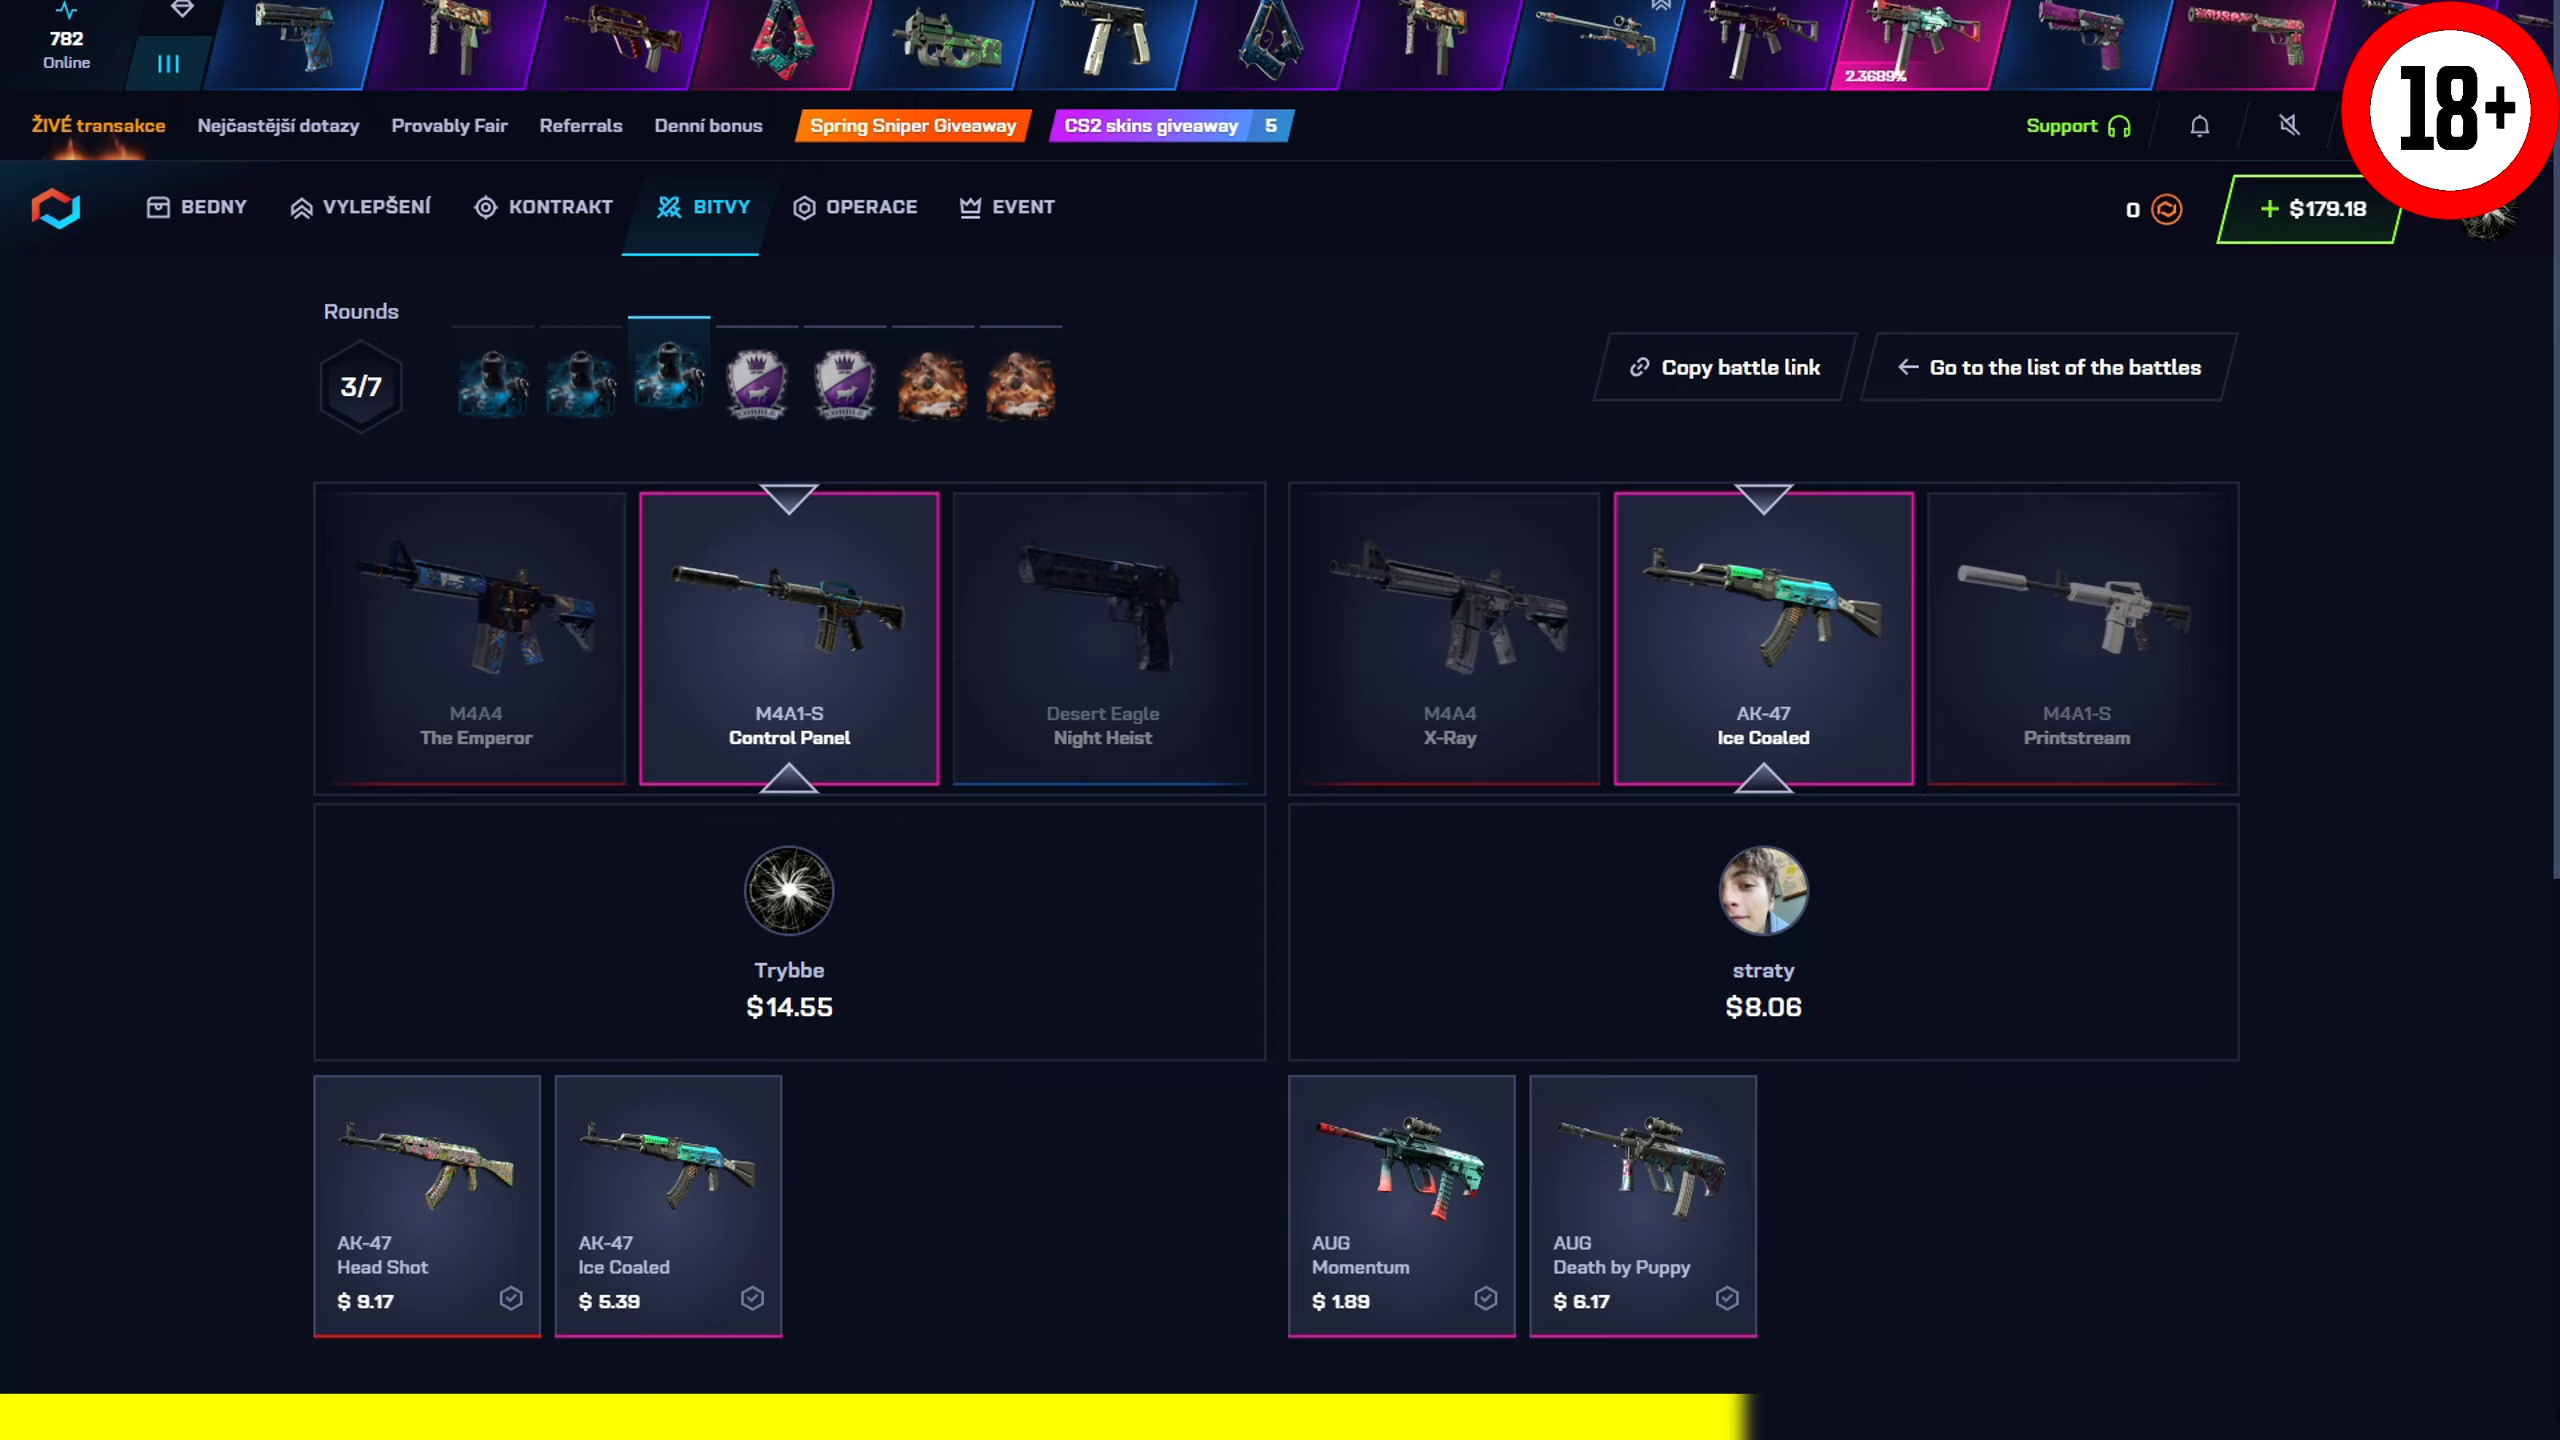 782
Online
2.3689%
18+
ŽIVÉ transakce
Nejčastější dotazy
Provably Fair
Referrals
Denní bonus
Spring Sniper Giveaway
CS2 skins giveaway 5
Support
BEDNY
VYLEPŠENÍ
KONTRAKT
BITVY
OPERACE
EVENT
0
+ $179.18
Rounds
3/7
Copy battle link
Go to the list of the battles
M4A4
The Emperor
M4A1-S
Control Panel
Desert Eagle
Night Heist
M4A4
X-Ray
AK-47
Ice Coaled
M4A1-S
Printstream
Trybbe
$14.55
straty
$8.06
AK-47
Head Shot
$ 9.17
AK-47
Ice Coaled
$ 5.39
AUG
Momentum
$ 1.89
AUG
Death by Puppy
$ 6.17